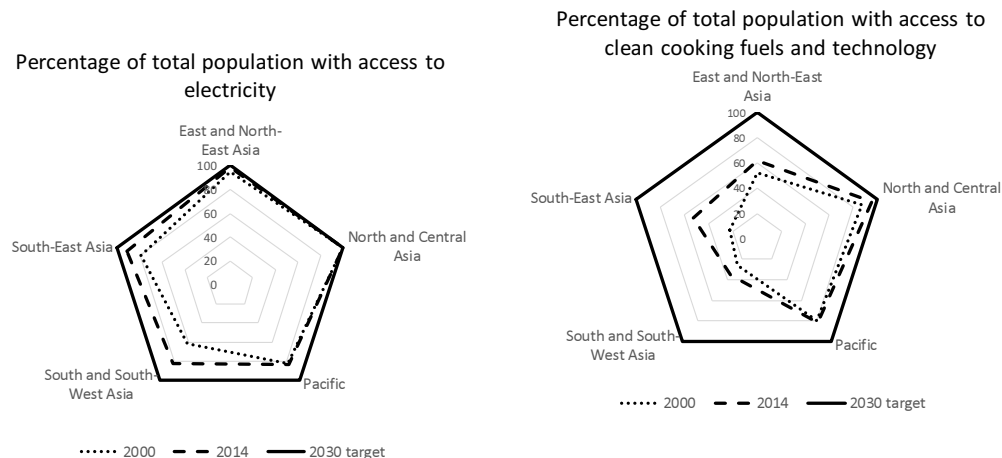 Percentage of total population with access to
electricity
East and North-
East Asia
100
80
60
40
20
0
North and Central
Asia
Pacific
South and South-
West Asia
South-East Asia
2000
2014
2030 target
Percentage of total population with access to
clean cooking fuels and technology
East and North-East
Asia
100
80
60
40
20
0
North and Central
Asia
Pacific
South and South-
West Asia
South-East Asia
2000
2014
2030 target